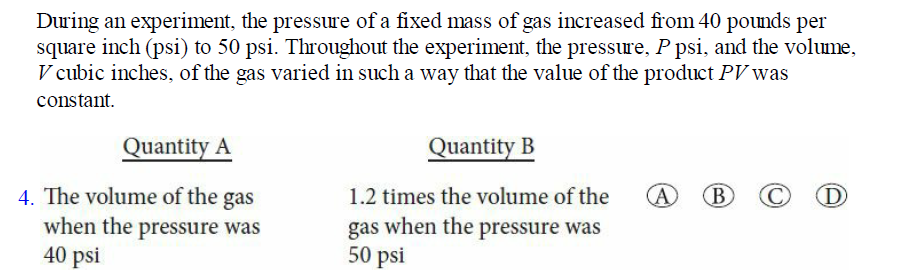 During an experiment, the pressure of a fixed mass of gas increased from 40 pounds per
square inch (psi) to 50 psi. Throughout the experiment, the pressure, P psi, and the volume,
V cubic inches, of the gas varied in such a way that the value of the product PV was
constant.
Quantity A
Quantity B
4. The volume of the gas
when the pressure was
40 psi
1.2 times the volume of the
gas when the pressure was
50 psi
A B C D